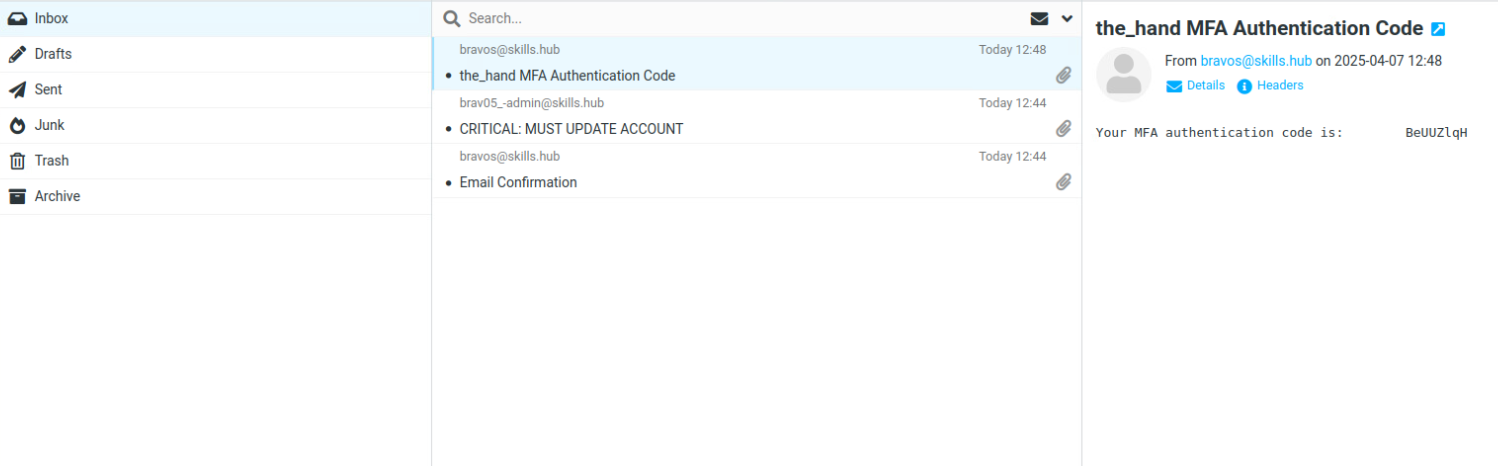 Inbox
Drafts
Sent
Junk
Trash
Archive
Search...
bravos@skills.hub Today 12:48
the_hand MFA Authentication Code
brav05_-admin@skills.hub Today 12:44
CRITICAL: MUST UPDATE ACCOUNT
bravos@skills.hub Today 12:44
Email Confirmation
the_hand MFA Authentication Code
From bravos@skills.hub on 2025-04-07 12:48
Details Headers
Your MFA authentication code is: BeUUZlqH